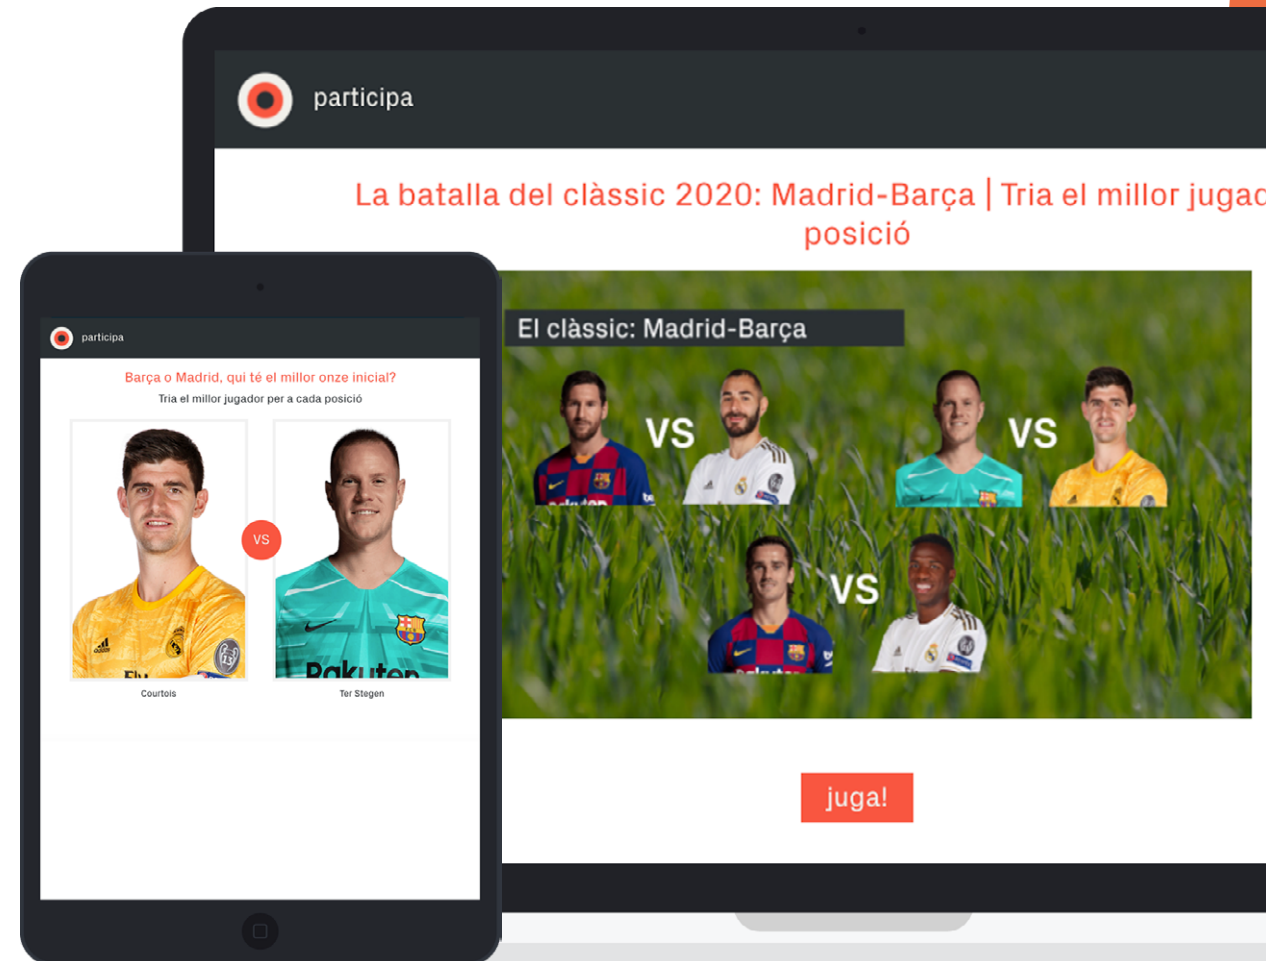 participa
La batalla del clàssic 2020: Madrid-Barça | Tria el millor
posició
El clàssic: Madrid-Barça
VS
VS
VS
juga!
participa
Barça o Madrid, qui té el millor onze inicial?
Tria el millor jugador per a cada posició
VS
Rakuten
Courtois
Ter Stegen